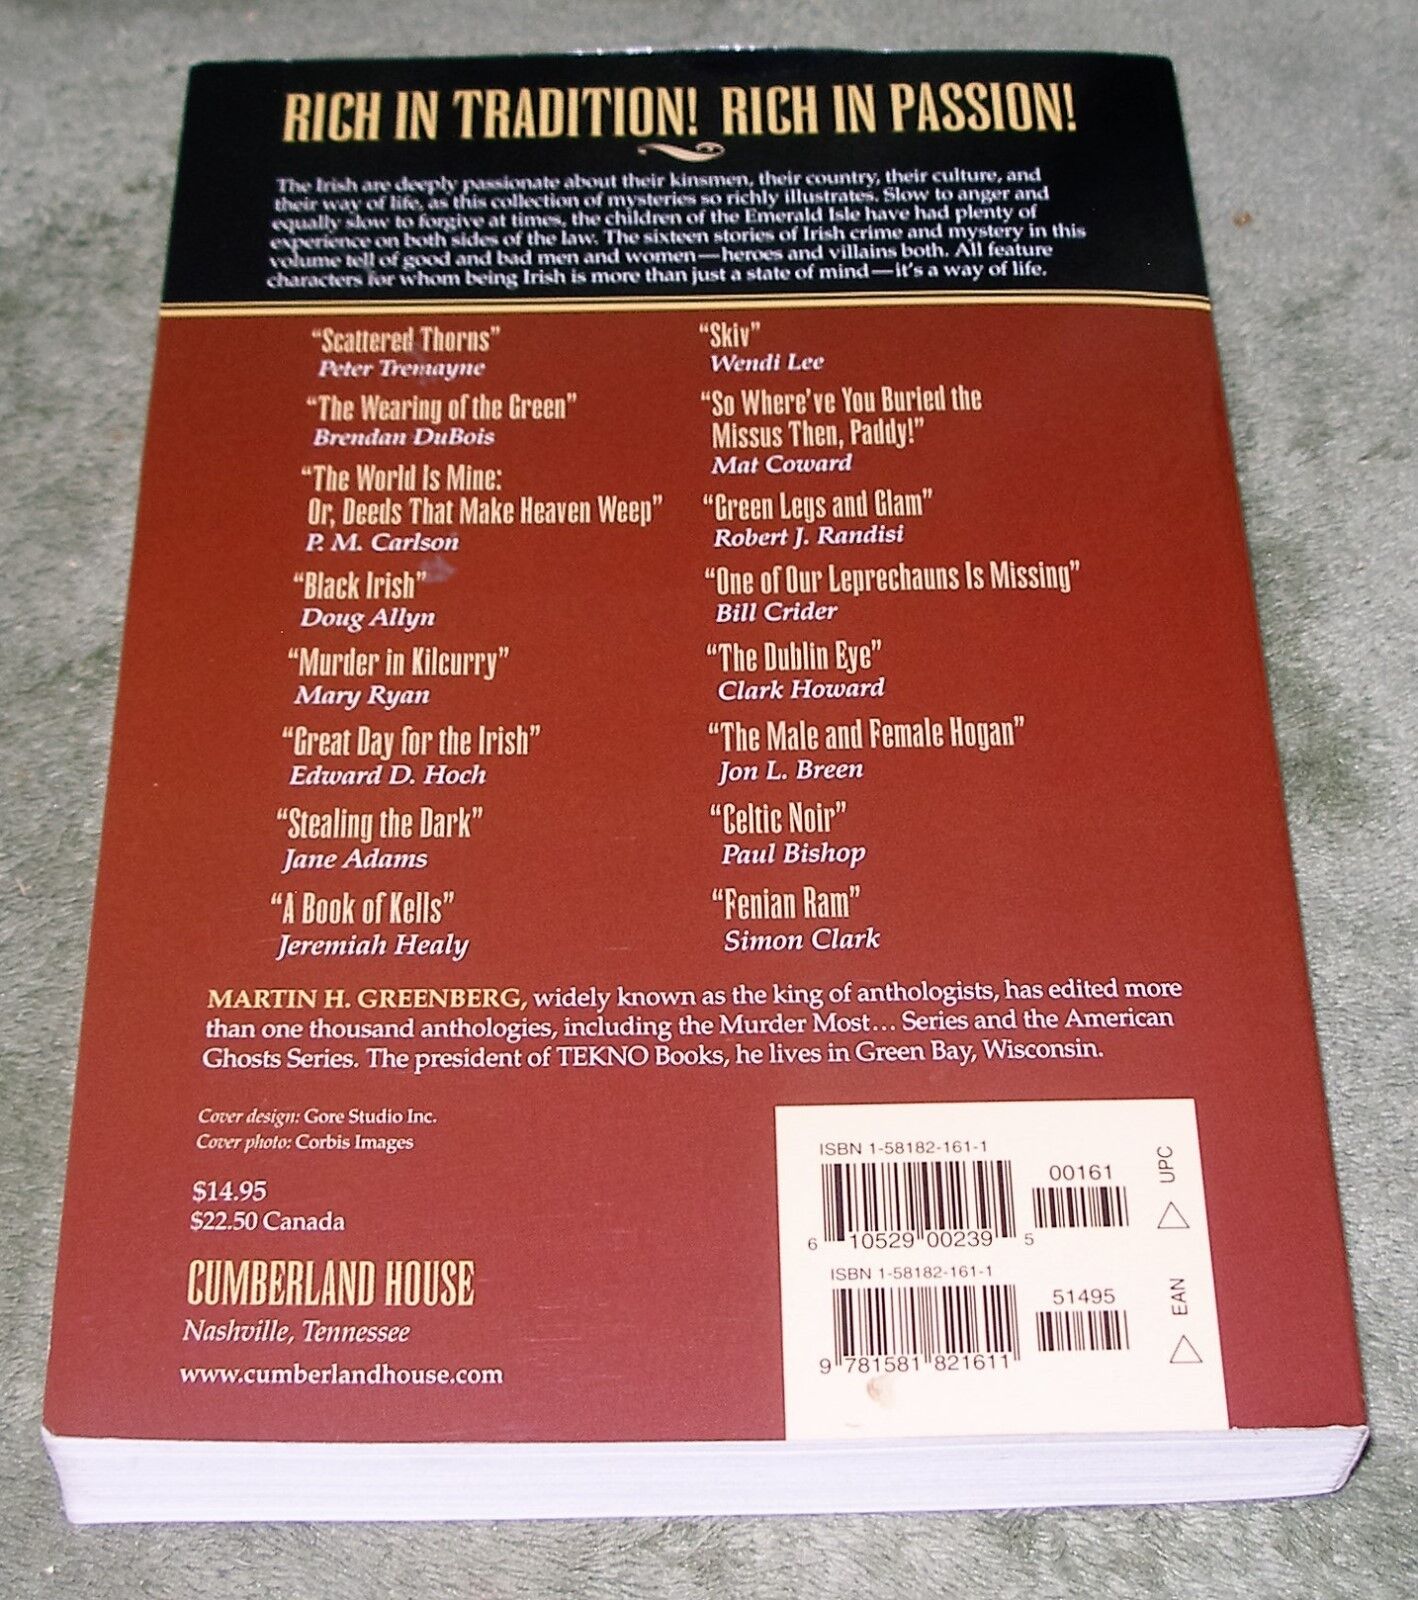 RICH IN TRADITION! RICH IN PASSION!
The Irish are deeply passionate about their kinsmen, their country, their culture, and
their way of life, as this collection of mysteries so richly illustrates. Slow to anger and
equally slow to forgive at times, the children of the Emerald Isle have had plenty of
experience on both sides of the law. The sixteen stories of Irish crime and mystery in this
volume tell of good and bad men and women—heroes and villains both. All feature
characters for whom being Irish is more than just a state of mind—it's a way of life.
"Scattered Thorns"
Peter Tremayne
"The Wearing of the Green"
Brendan DuBois
"The World Is Mine:
Or, Deeds That Make Heaven Weep"
P. M. Carlson
"Black Irish"
Doug Allyn
"Murder in Kilcurry"
Mary Ryan
"Great Day for the Irish"
Edward D. Hoch
"Stealing the Dark"
Jane Adams
"A Book of Kells"
Jeremiah Healy
"Skiv"
Wendi Lee
"So Where've You Buried the
Missus Then, Paddy!"
Mat Coward
"Green Legs and Glam"
Robert J. Randisi
"One of Our Leprechauns Is Missing"
Bill Crider
"The Dublin Eye"
Clark Howard
"The Male and Female Hogan"
Jon L. Breen
"Celtic Noir"
Paul Bishop
"Fenian Ram"
Simon Clark
MARTIN H. GREENBERG, widely known as the king of anthologists, has edited more
than one thousand anthologies, including the Murder Most... Series and the American
Ghosts Series. The president of TEKNO Books, he lives in Green Bay, Wisconsin.
Cover design: Gore Studio Inc.
Cover photo: Corbis Images
$14.95
$22.50 Canada
CUMBERLAND HOUSE
Nashville, Tennessee
www.cumberlandhouse.com
ISBN 1-58182-161-1
00161
6 10529 00239 5
UPC
ISBN 1-58182-161-1
51495
9 781581 821611
EAN